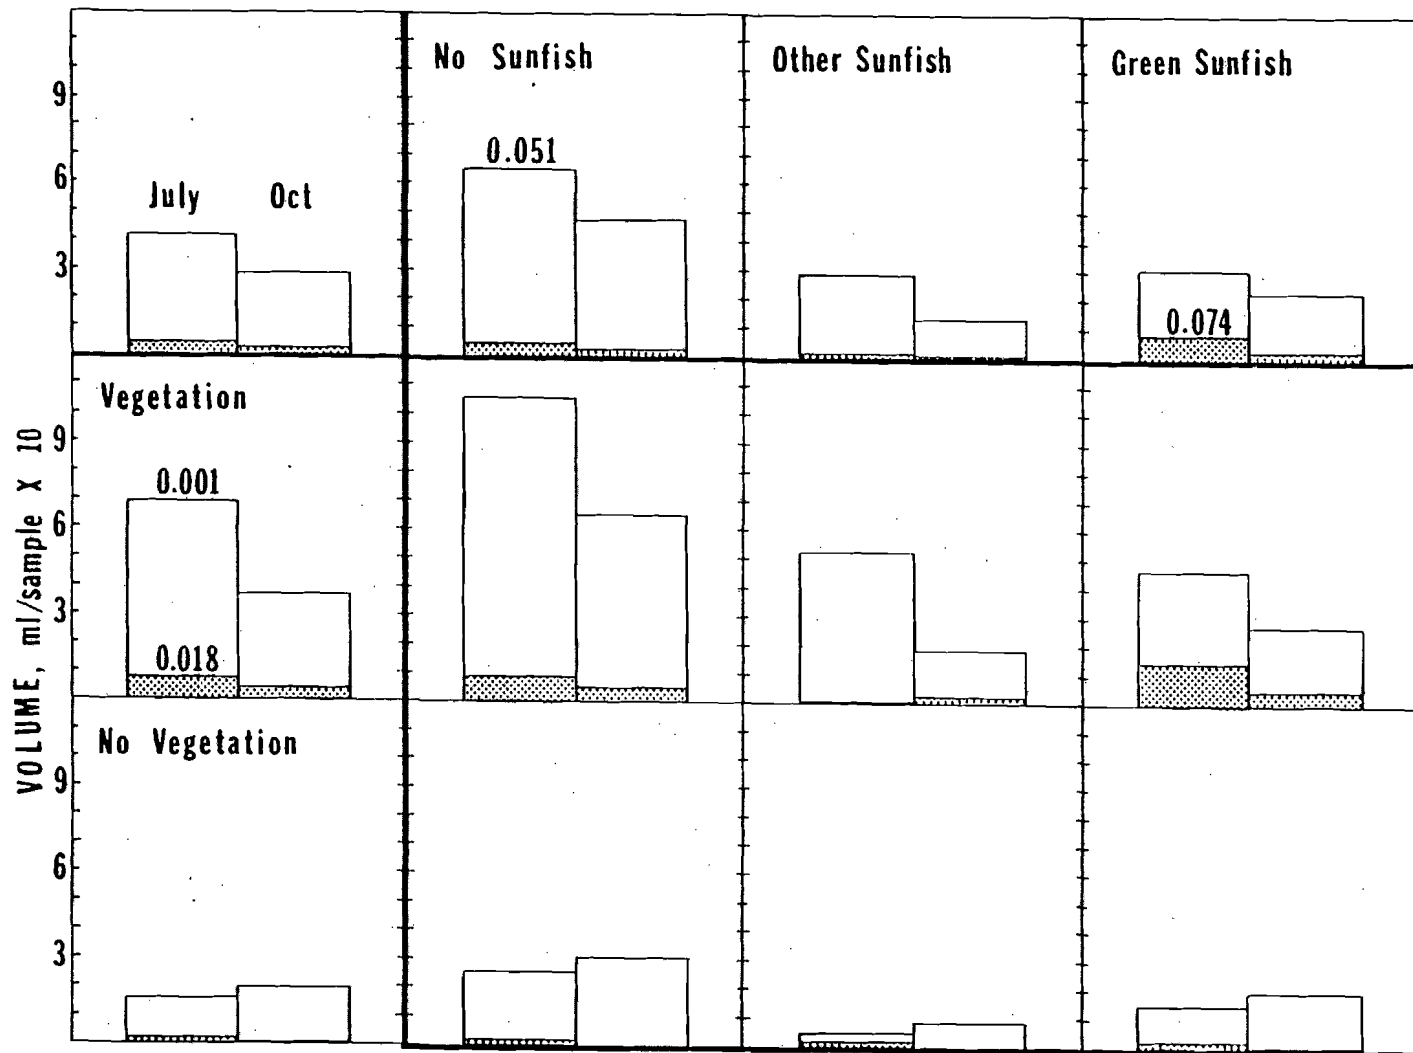 No Sunfish
Other Sunfish
Green Sunfish
9
6
3
July
Oct
0.051
0.074
Vegetation
9
6
3
0.001
0.018
No Vegetation
9
6
3
VOLUME, ml/sample X 10